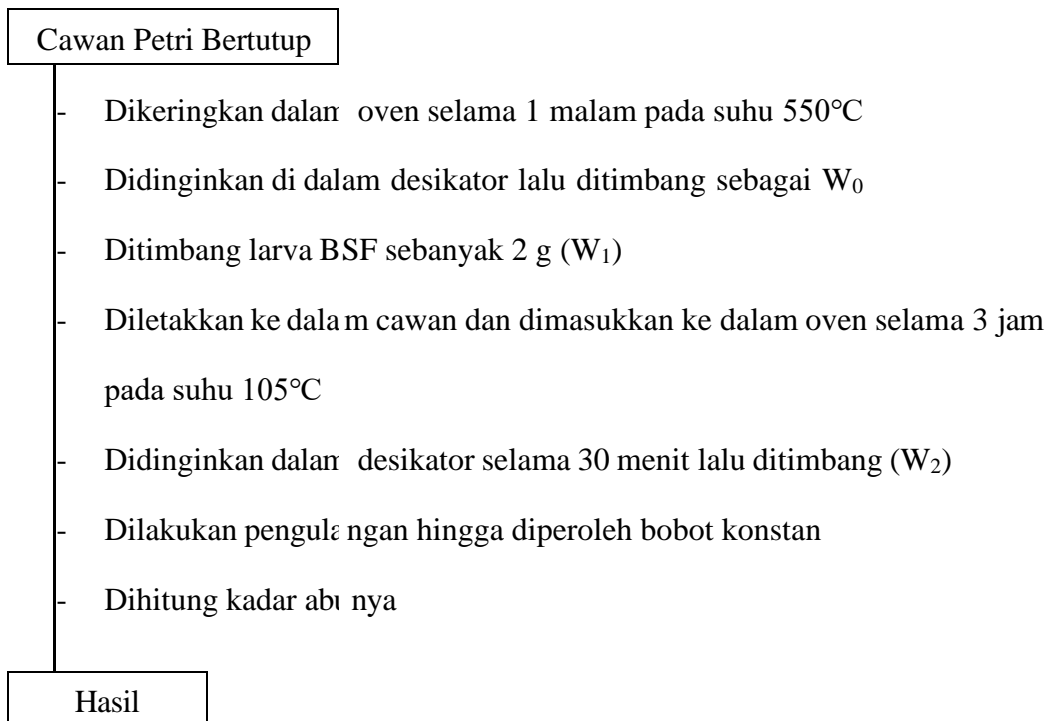 Cawan Petri Bertutup
- Dikeringkan dalam oven selama 1 malam pada suhu 550°C
- Didinginkan di dalam desikator lalu ditimbang sebagai W₀
- Ditimbang larva BSF sebanyak 2 g (W₁)
- Diletakkan ke dalam cawan dan dimasukkan ke dalam oven selama 3 jam
pada suhu 105°C
- Didinginkan dalam desikator selama 30 menit lalu ditimbang (W₂)
- Dilakukan pengulangan hingga diperoleh bobot konstan
- Dihitung kadar abunya
Hasil